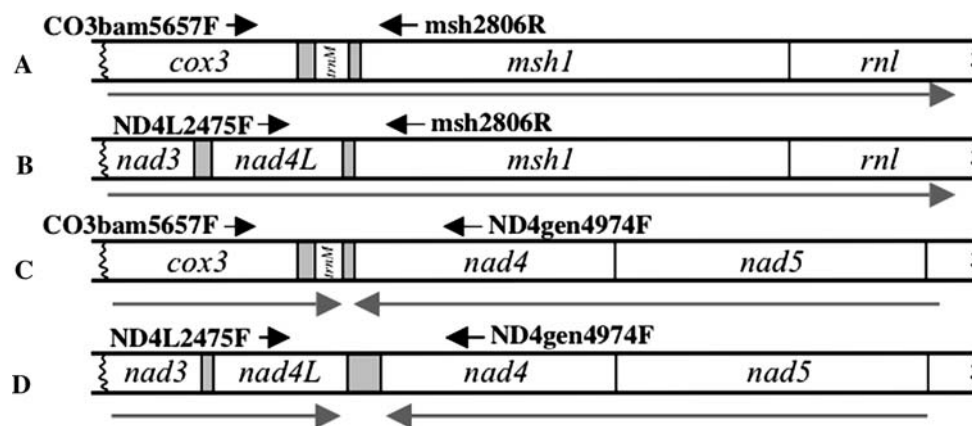 CO3bam5657F msh2806R
A cox3 trnM msh1 rnl
ND4L2475F msh2806R
B nad3 nad4L msh1 rnl
CO3bam5657F ND4gen4974F
C cox3 trnM nad4 nad5
ND4L2475F ND4gen4974F
D nad3 nad4L nad4 nad5